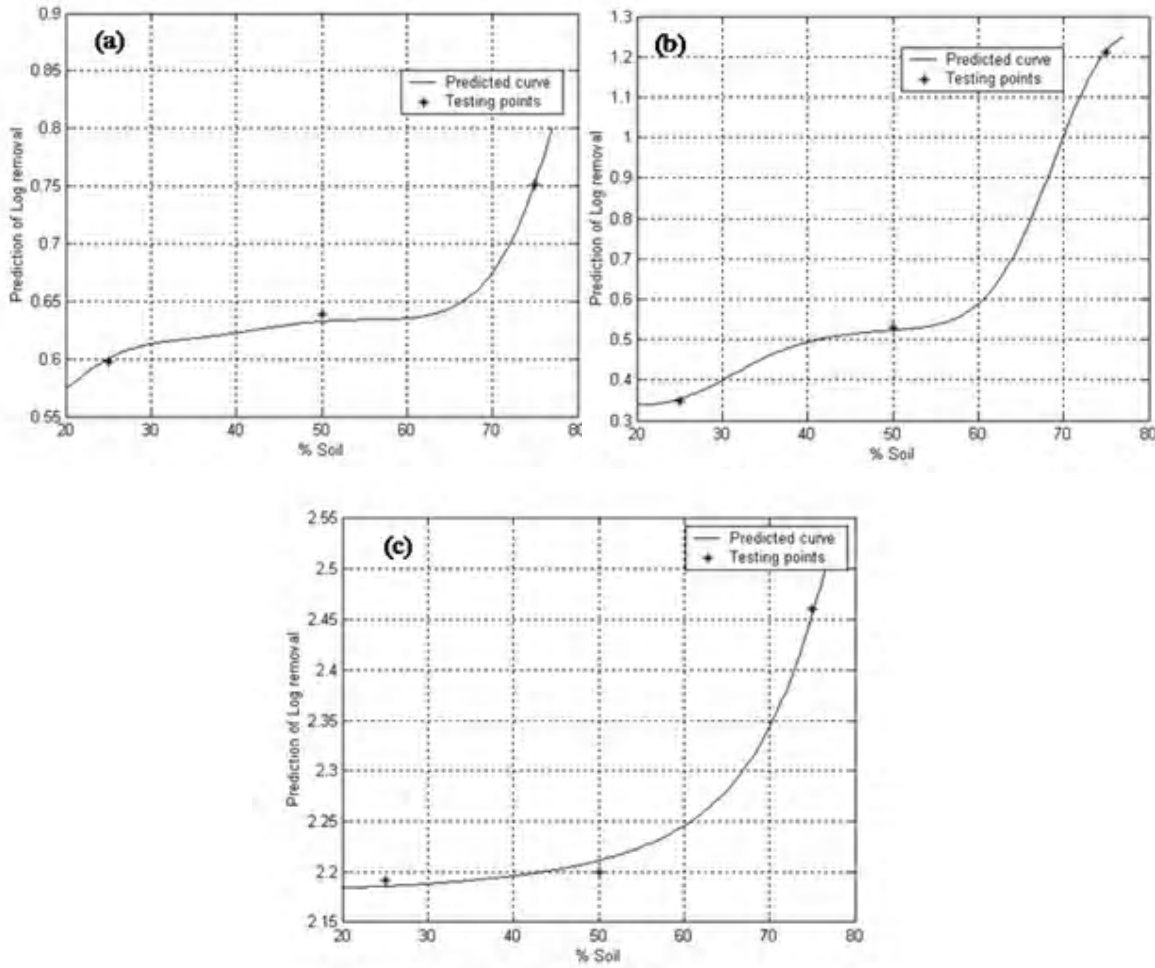 (a)
Predicted curve
Testing points
Prediction of Log removal
0.9
0.85
0.8
0.75
0.7
0.65
0.6
0.55
20 30 40 50 60 70 80
% Soil
(b)
Predicted curve
Testing points
Prediction of Log removal
1.3
1.2
1.1
1
0.9
0.8
0.7
0.6
0.5
0.4
0.3
20 30 40 50 60 70 80
% Soil
(c)
Predicted curve
Testing points
Prediction of Log removal
2.55
2.5
2.45
2.4
2.35
2.3
2.25
2.2
2.15
20 30 40 50 60 70 80
% Soil